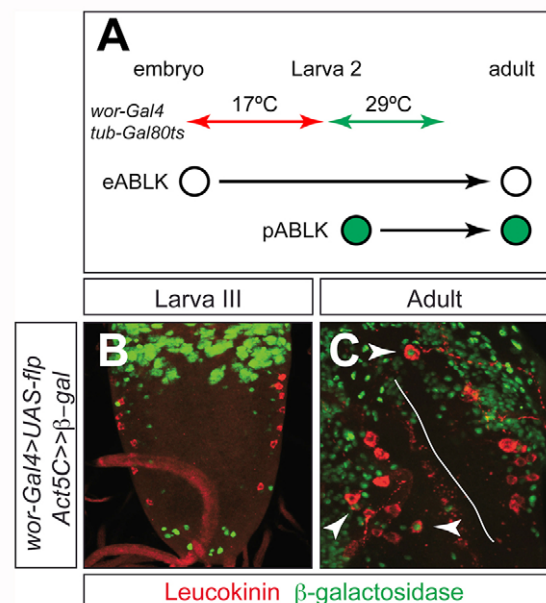 A
embryo Larva 2 adult
17ºC 29ºC
wor-Gal4
tub-Gal80ts
eABLK
pABLK
Larva III Adult
B C
wor-Gal4>UAS-flp
Act5C>>β-gal
Leucokinin β-galactosidase